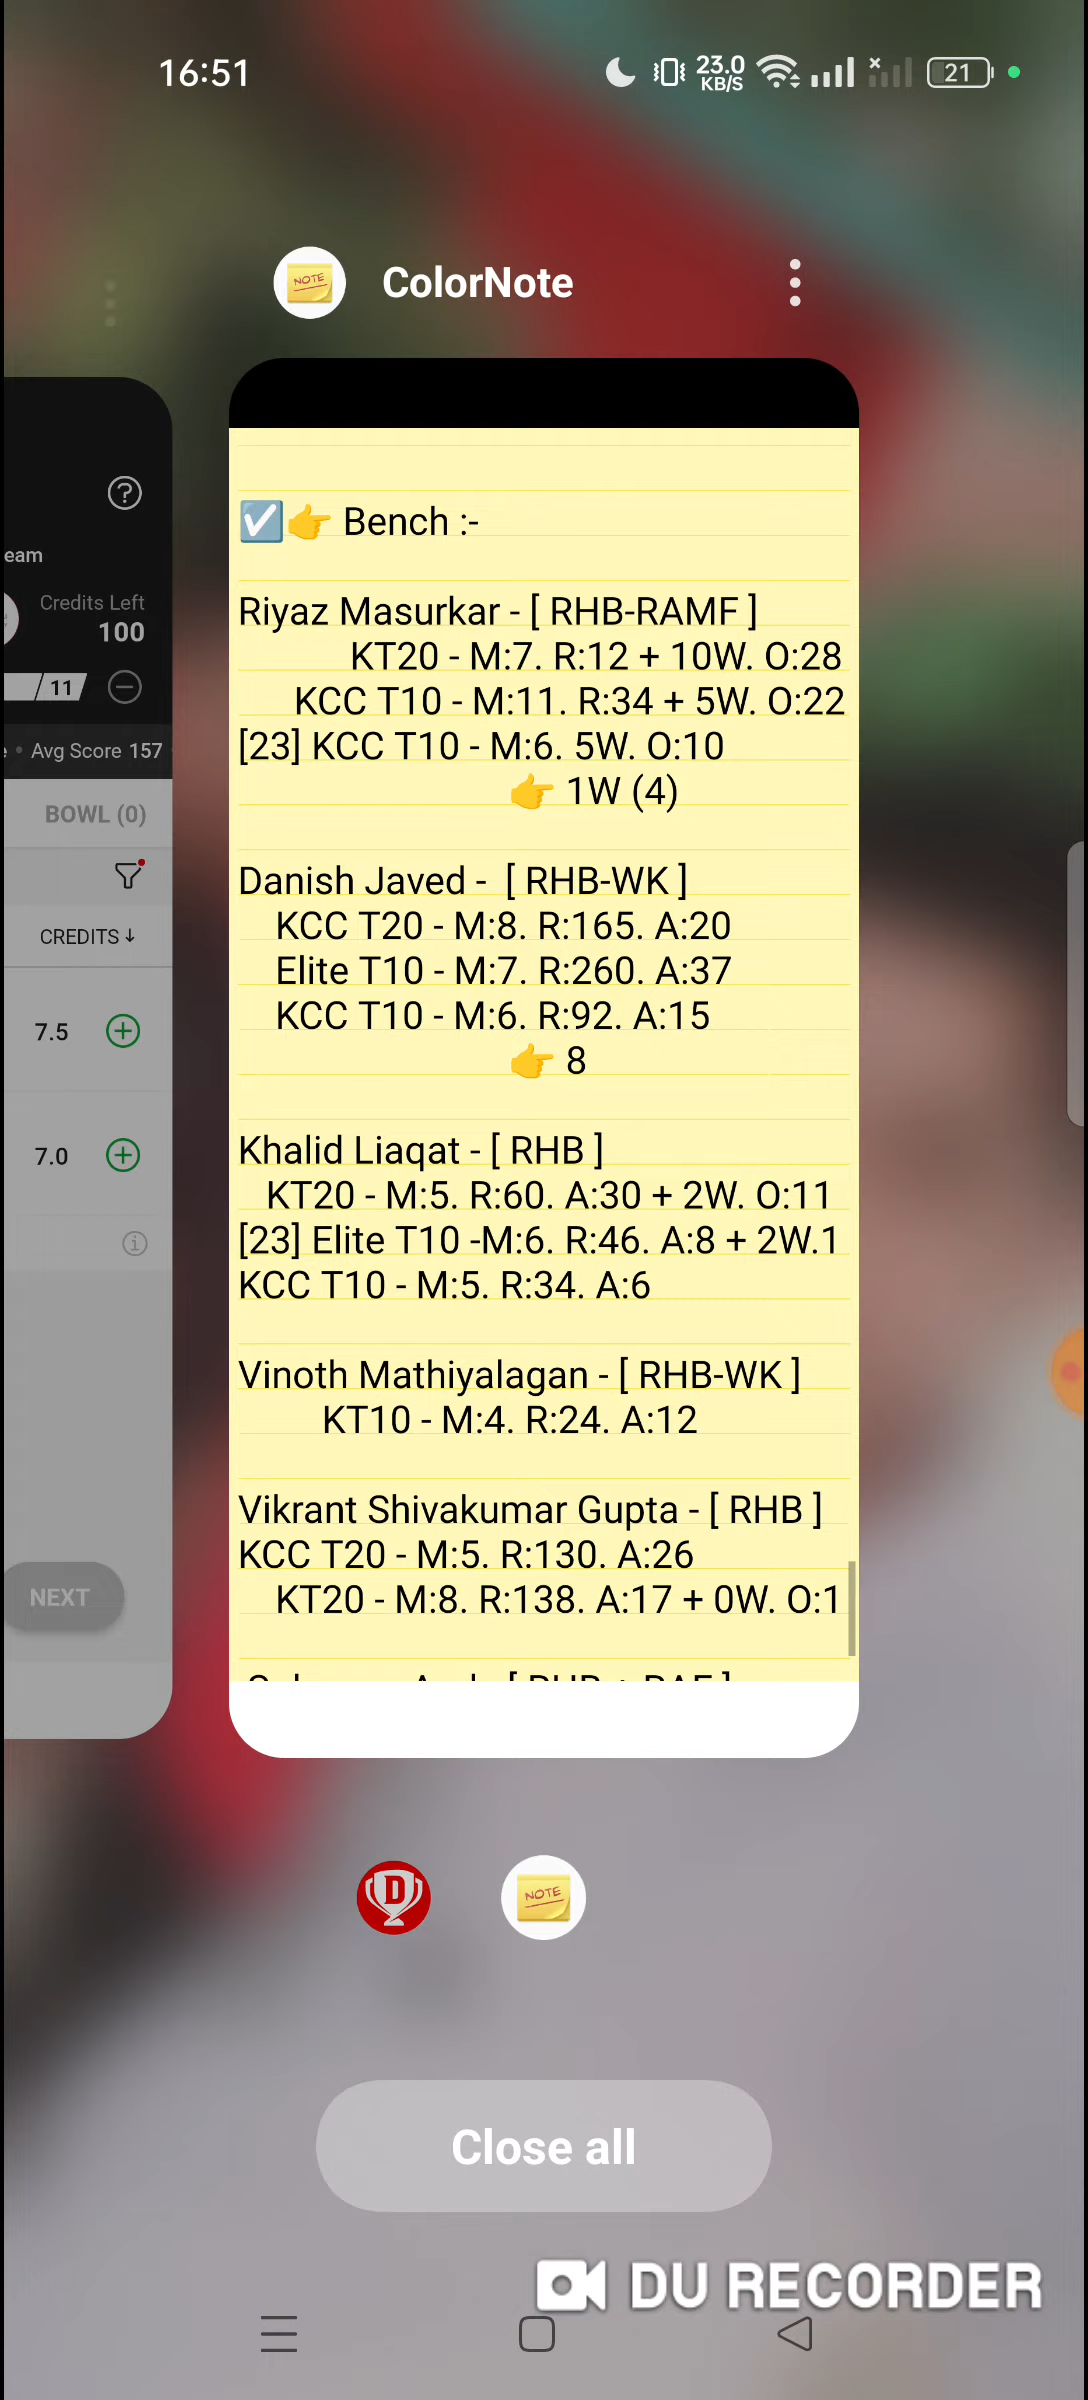 16:51
23.0
KB/S
21
NOTE
ColorNote
eam
Credits Left
100
11
Avg Score 157
BOWL (0)
CREDITS↓
7.5
7.0
NEXT
☑️👉 Bench :-
Riyaz Masurkar - [ RHB-RAMF ]
KT20 - M:7. R:12 + 10W. O:28
KCC T10 - M:11. R:34 + 5W. O:22
[23] KCC T10 - M:6. 5W. O:10
👉 1W (4)
Danish Javed - [ RHB-WK ]
KCC T20 - M:8. R:165. A:20
Elite T10 - M:7. R:260. A:37
KCC T10 - M:6. R:92. A:15
👉 8
Khalid Liaqat - [ RHB ]
KT20 - M:5. R:60. A:30 + 2W. O:11
[23] Elite T10 -M:6. R:46. A:8 + 2W.1
KCC T10 - M:5. R:34. A:6
Vinoth Mathiyalagan - [ RHB-WK ]
KT10 - M:4. R:24. A:12
Vikrant Shivakumar Gupta - [ RHB ]
KCC T20 - M:5. R:130. A:26
KT20 - M:8. R:138. A:17 + 0W. O:1
D
NOTE
Close all
DU RECORDER